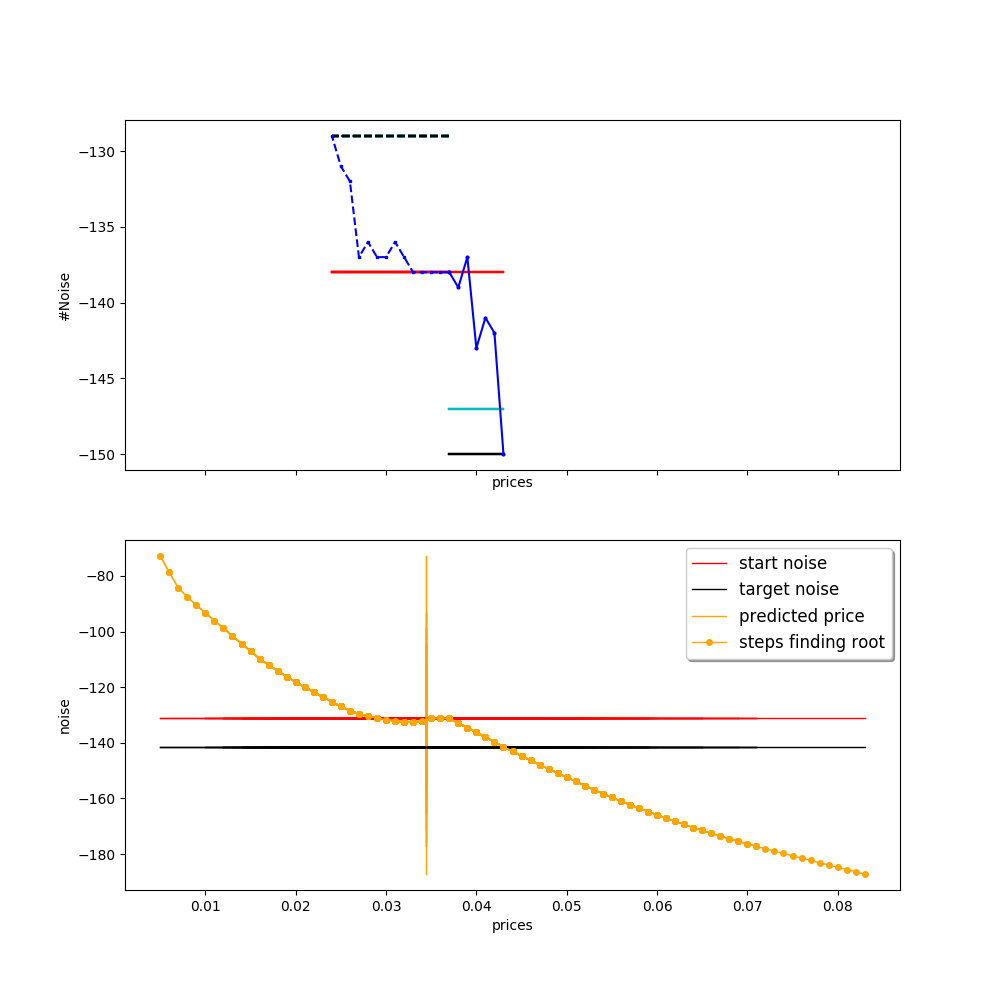 −130
−135
−140
−145
−150
#Noise
prices
−80
−100
−120
−140
−160
−180
noise
start noise
target noise
predicted price
steps finding root
0.01 0.02 0.03 0.04 0.05 0.06 0.07 0.08
prices